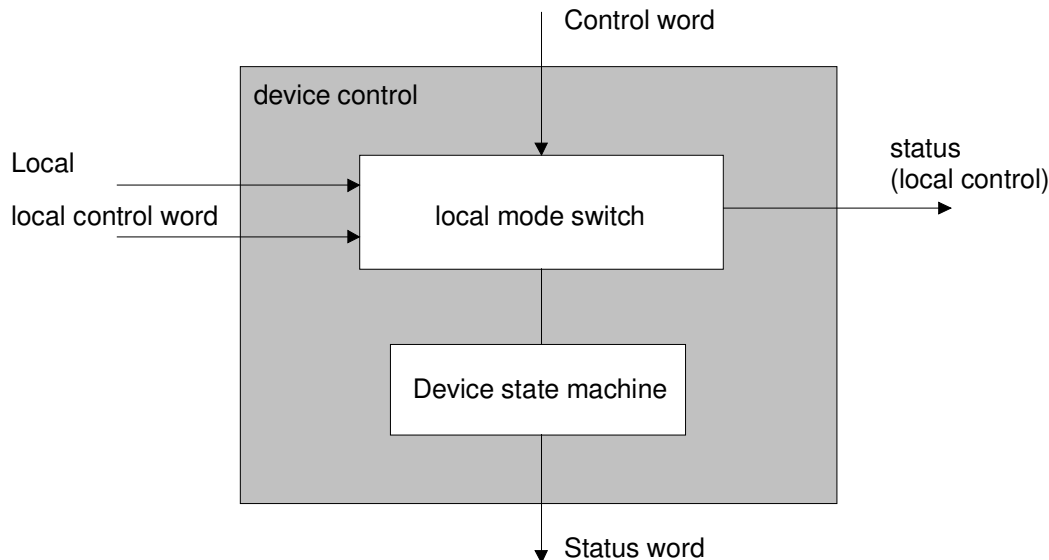 Control word
device control
Local
local control word
status
(local control)
local mode switch
Device state machine
Status word